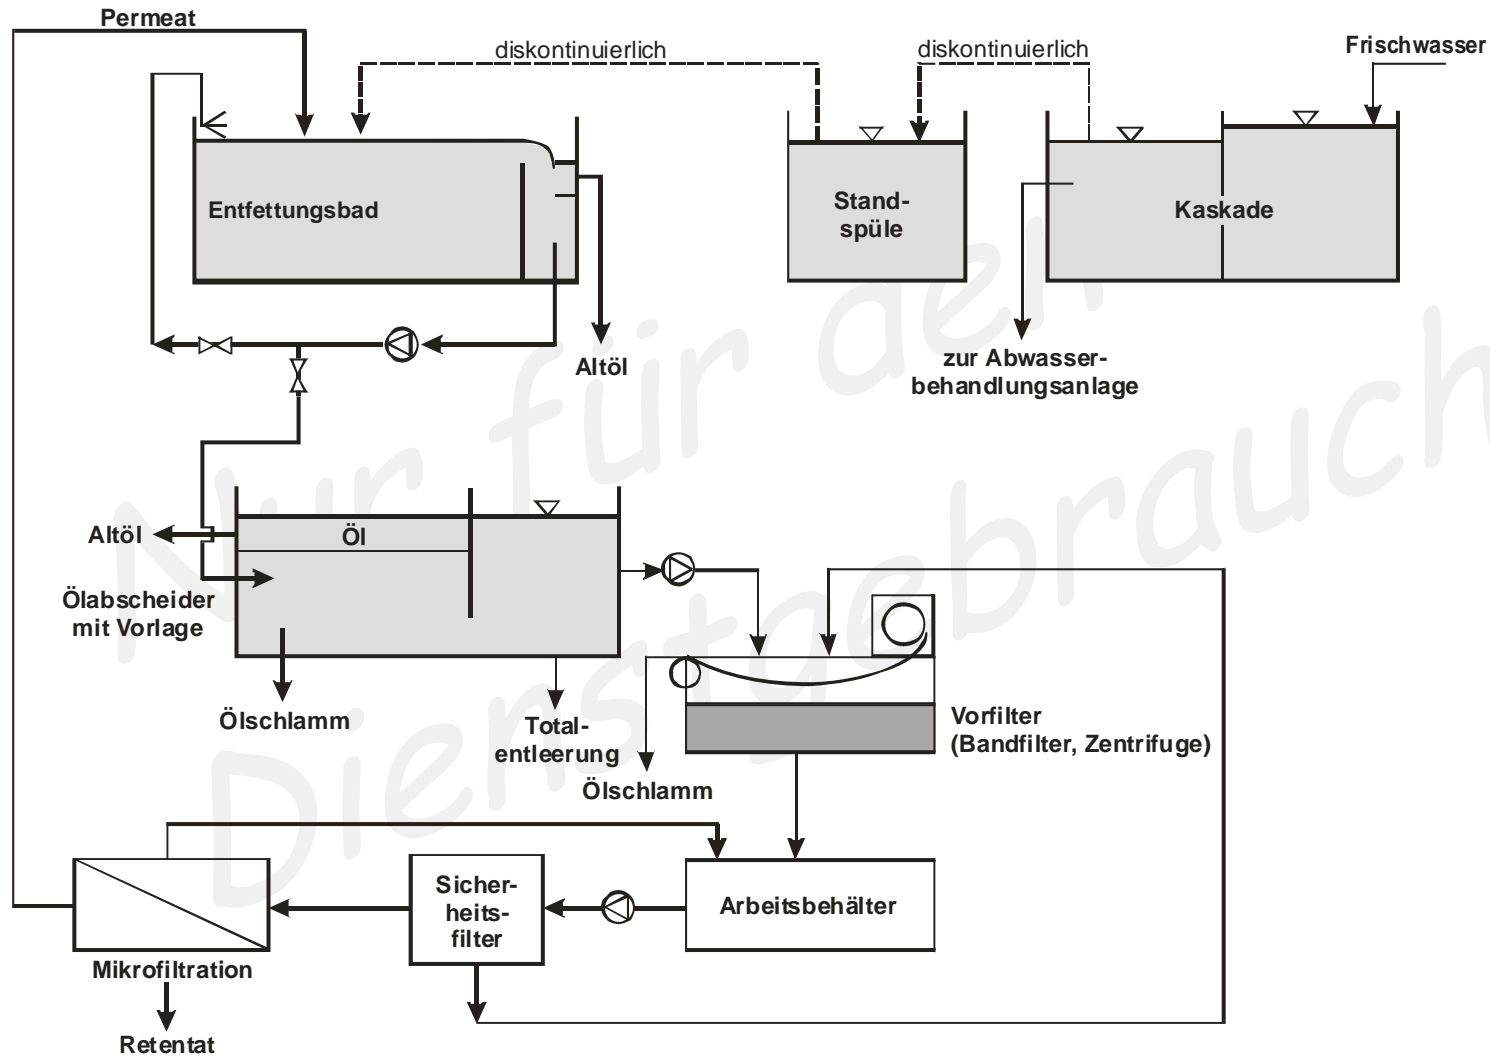 Permeat
diskontinuierlich
diskontinuierlich
Frischwasser
Entfettungsbad
Stand-
spüle
Kaskade
Altöl
zur Abwasser-
behandlungsanlage
Altöl
Öl
Ölabscheider
mit Vorlage
Ölschlamm
Total-
entleerung
Ölschlamm
Vorfilter
(Bandfilter, Zentrifuge)
Sicher-
heits-
filter
Arbeitsbehälter
Mikrofiltration
Retentat
Nur für den
Dienstgebrauch